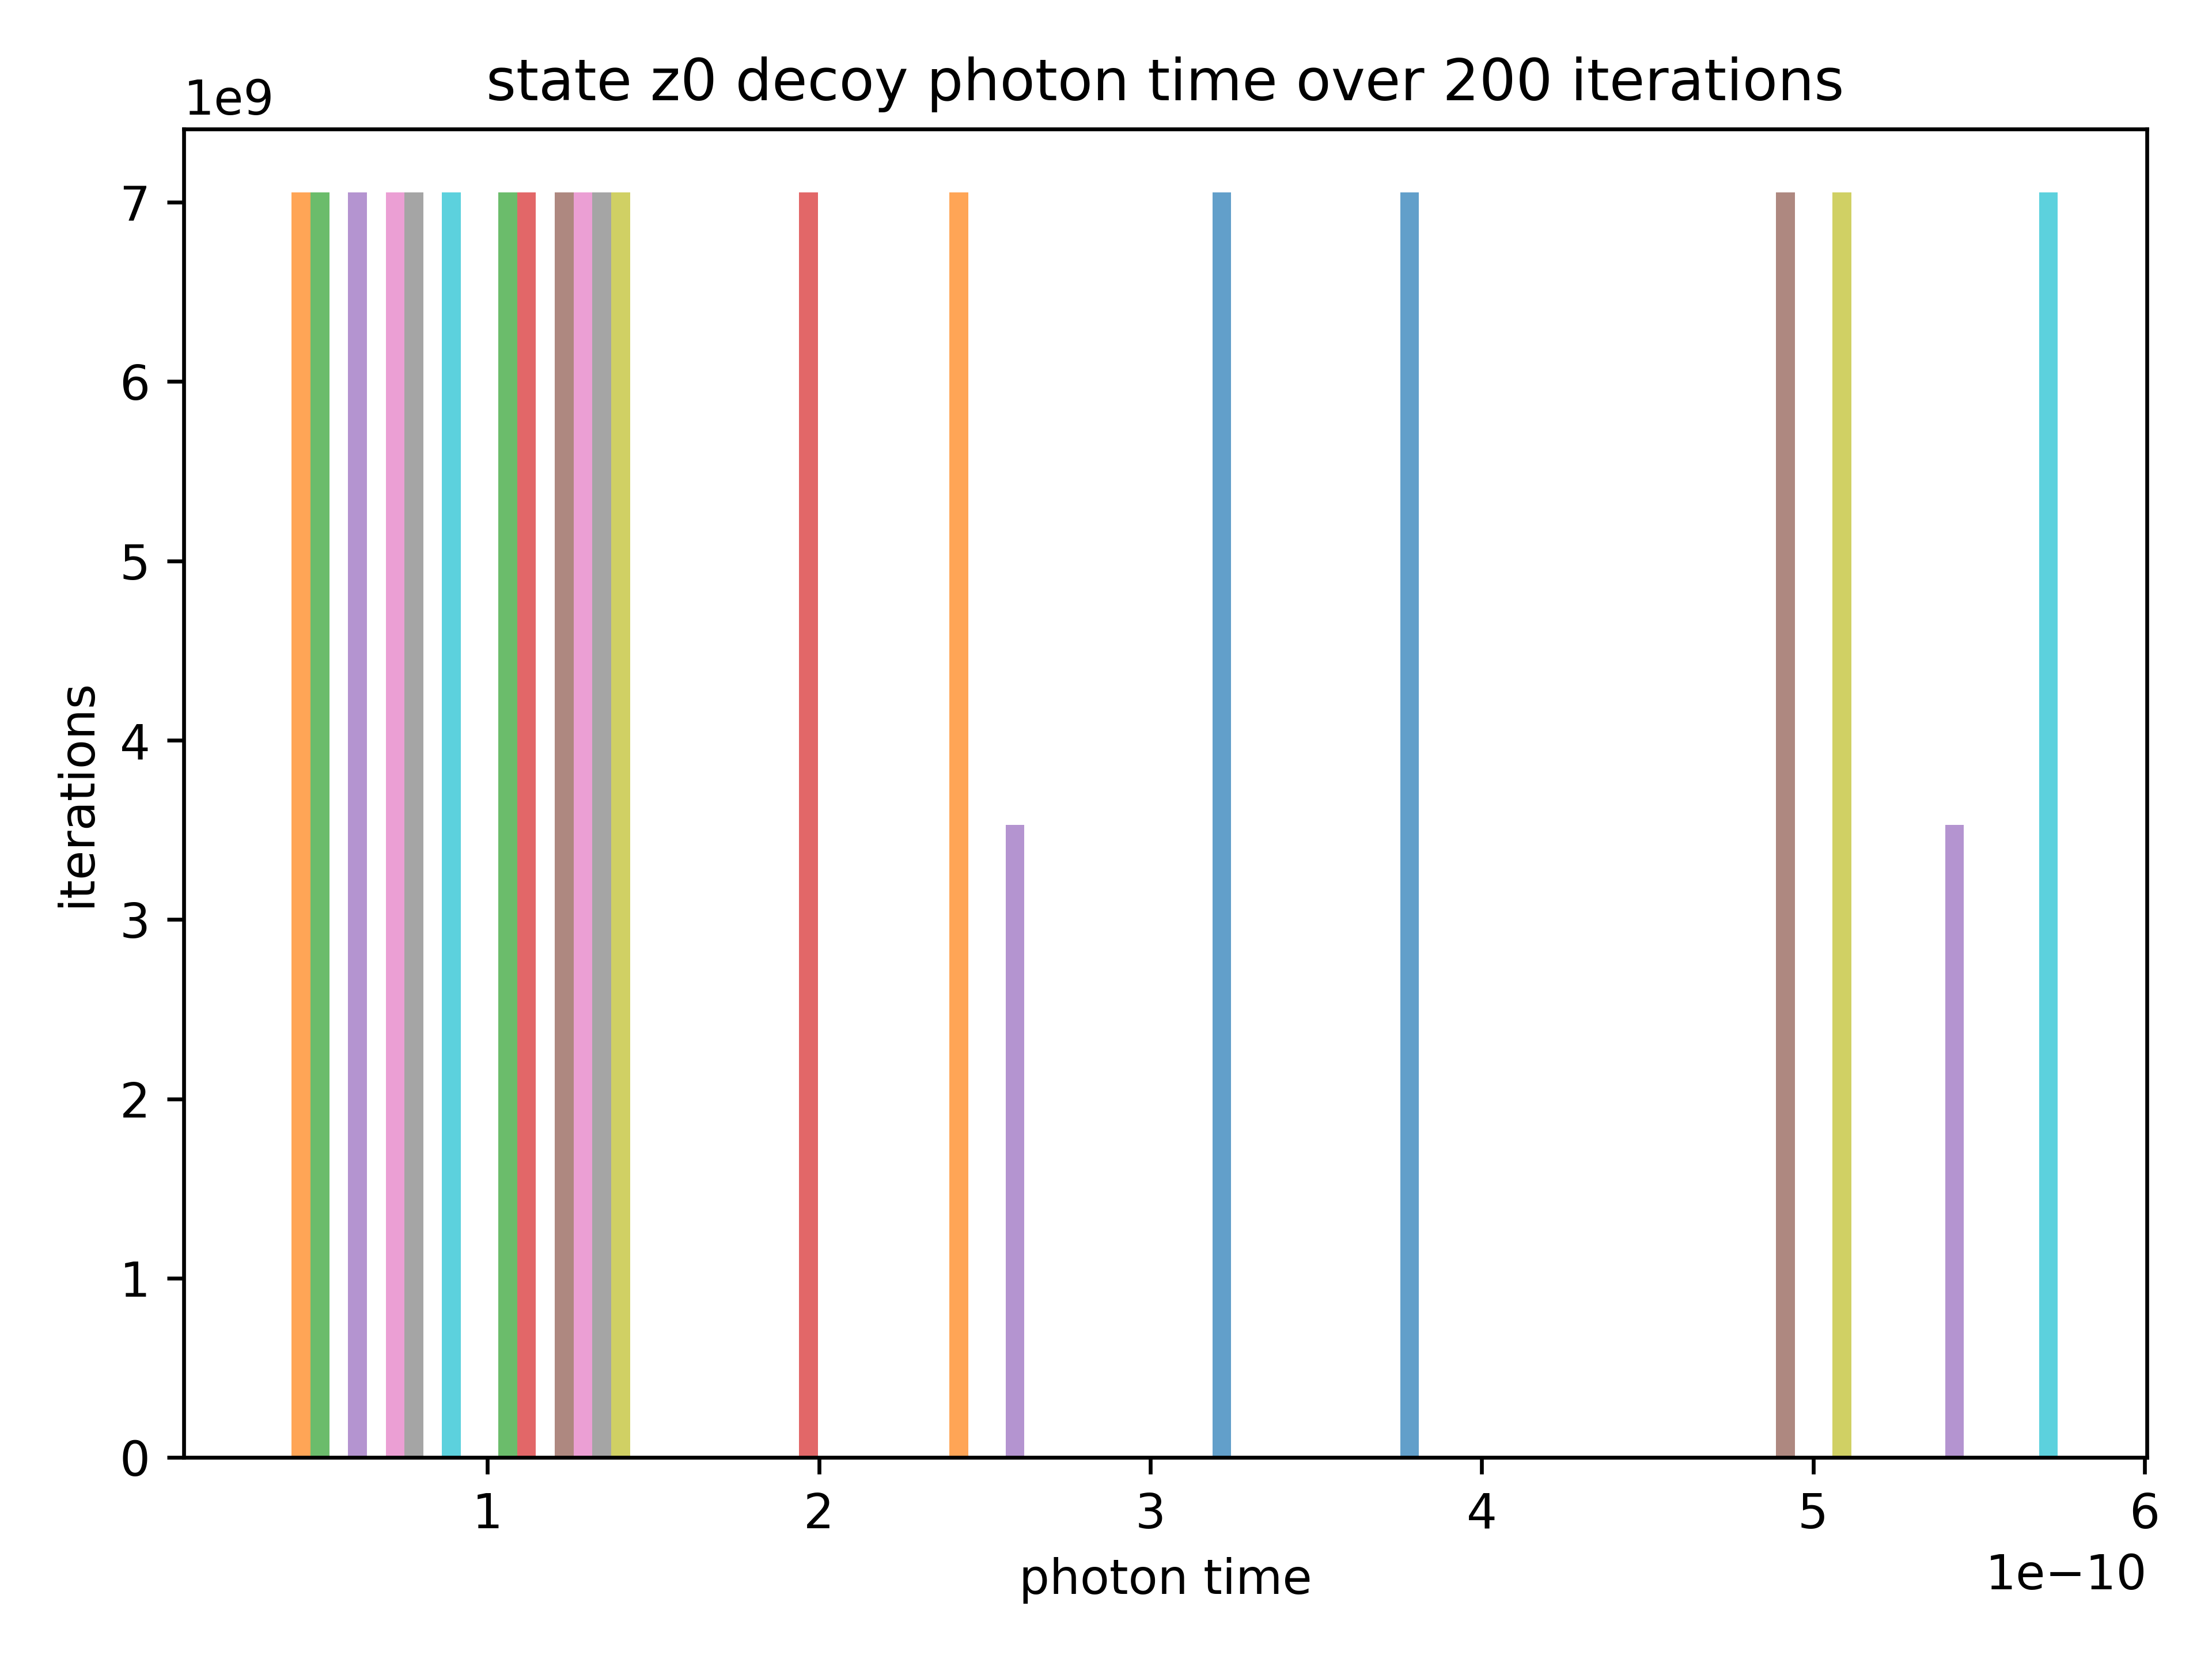 state z0 decoy photon time over 200 iterations
1e9
7
6
5
4
3
2
1
0
iterations
1 2 3 4 5 6
1e−10
photon time